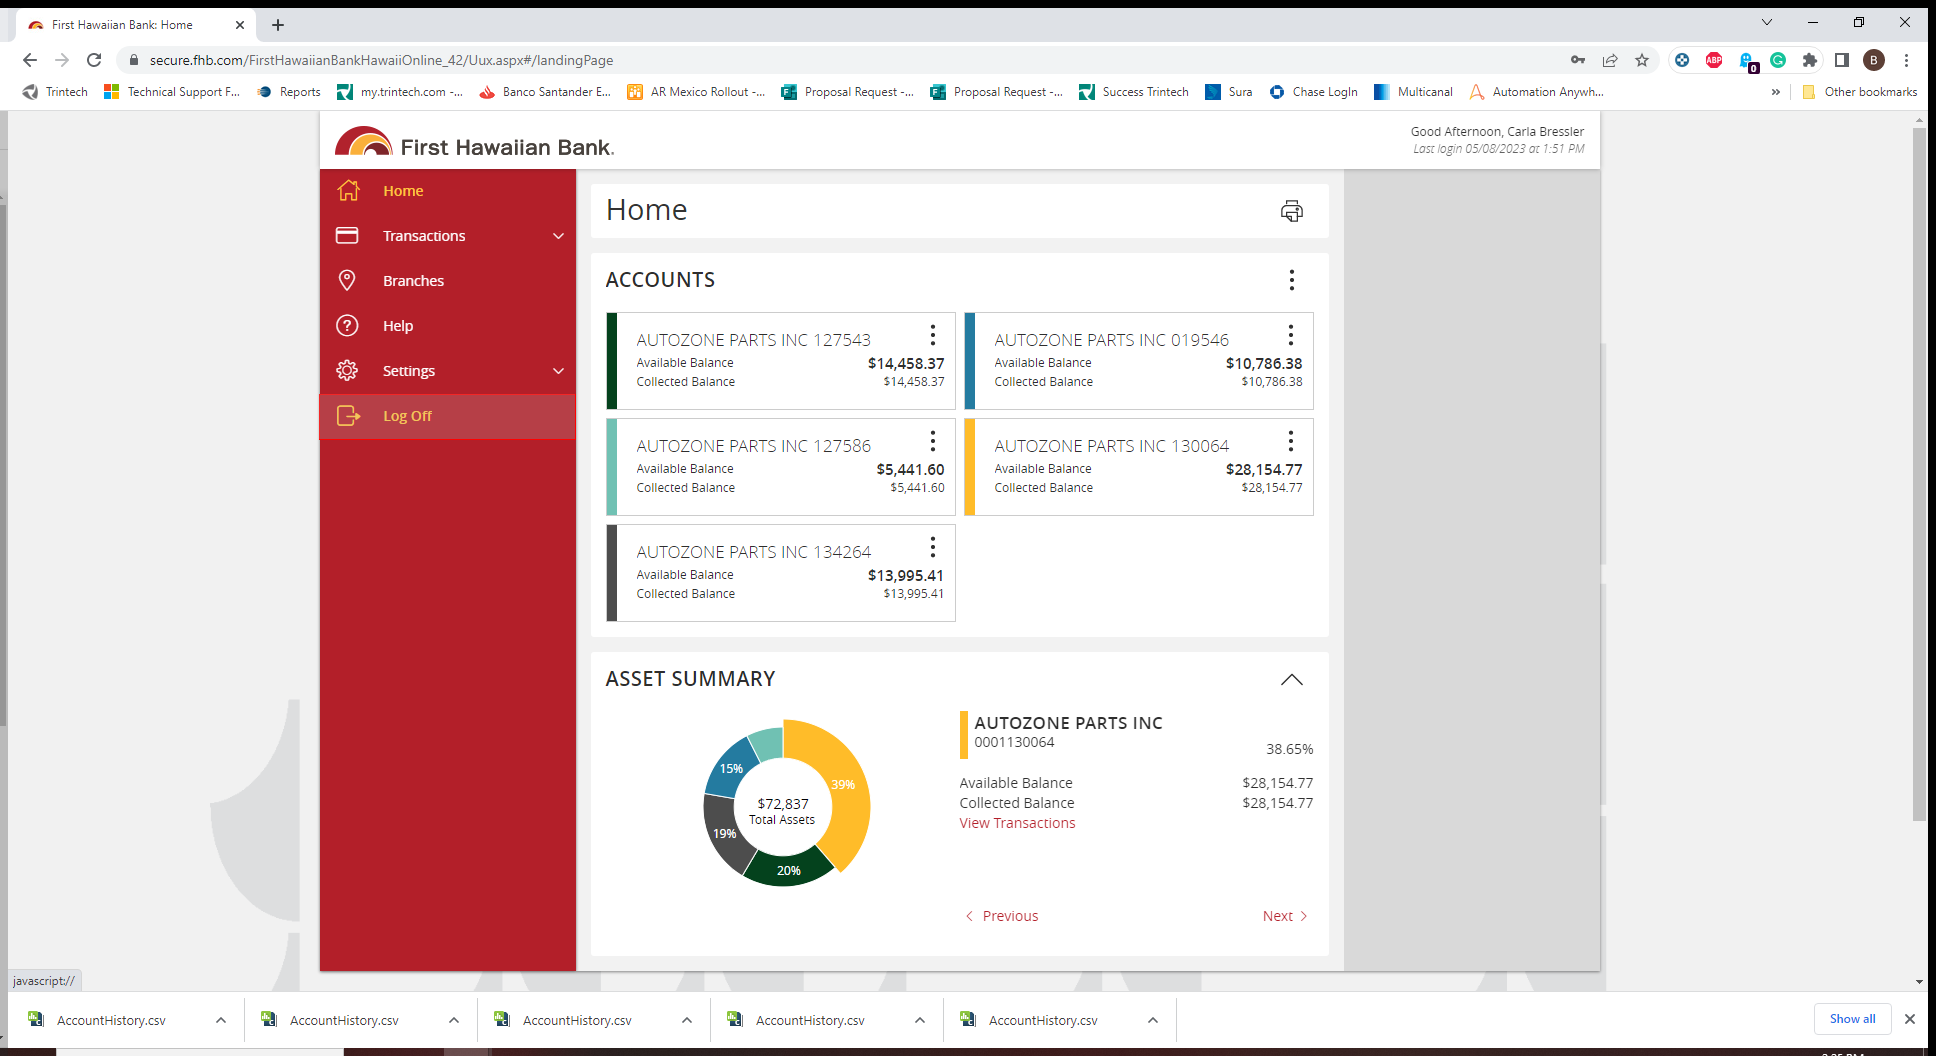 First Hawaiian Bank: Home
secure.fhb.com/FirstHawaiianBankHawaiiOnline_42/Uux.aspx#/landingPage
ABP
0
B
Trintech
Technical Support F...
Reports
my.trintech.com -...
Banco Santander E...
AR Mexico Rollout -...
Proposal Request -...
Proposal Request -...
Success Trintech
Sura
Chase LogIn
Multicanal
Automation Anywh...
»
Other bookmarks
First Hawaiian Bank.
Good Afternoon, Carla Bressler
Last login 05/08/2023 at 1:51 PM
Home
Transactions
Branches
Help
Settings
Log Off
Home
ACCOUNTS
AUTOZONE PARTS INC 127543
Available Balance $14,458.37
Collected Balance $14,458.37
AUTOZONE PARTS INC 019546
Available Balance $10,786.38
Collected Balance $10,786.38
AUTOZONE PARTS INC 127586
Available Balance $5,441.60
Collected Balance $5,441.60
AUTOZONE PARTS INC 130064
Available Balance $28,154.77
Collected Balance $28,154.77
AUTOZONE PARTS INC 134264
Available Balance $13,995.41
Collected Balance $13,995.41
ASSET SUMMARY
15%
39%
19%
20%
$72,837
Total Assets
AUTOZONE PARTS INC
0001130064
38.65%
Available Balance $28,154.77
Collected Balance $28,154.77
View Transactions
Previous
Next
javascript://
AccountHistory.csv
AccountHistory.csv
AccountHistory.csv
AccountHistory.csv
AccountHistory.csv
Show all